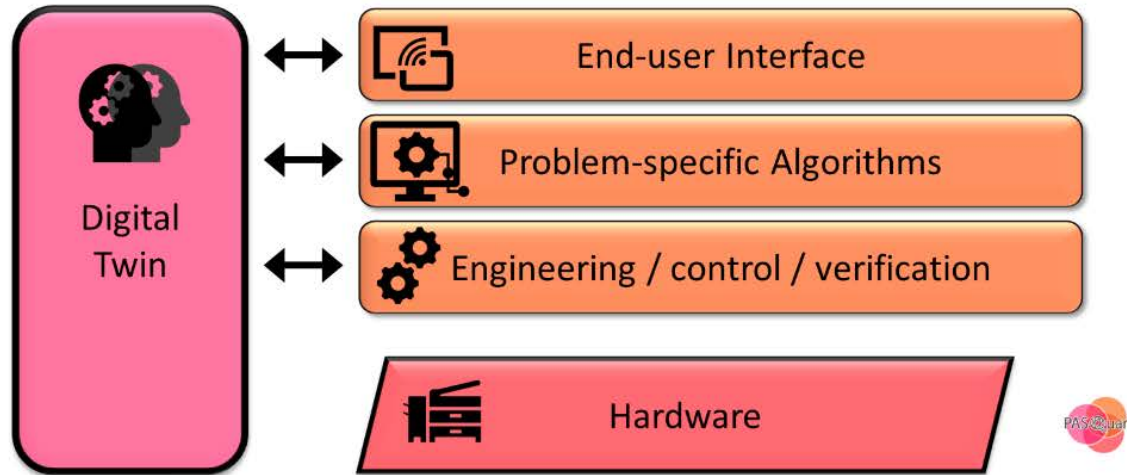 Digital
Twin
End-user Interface
Problem-specific Algorithms
Engineering / control / verification
Hardware